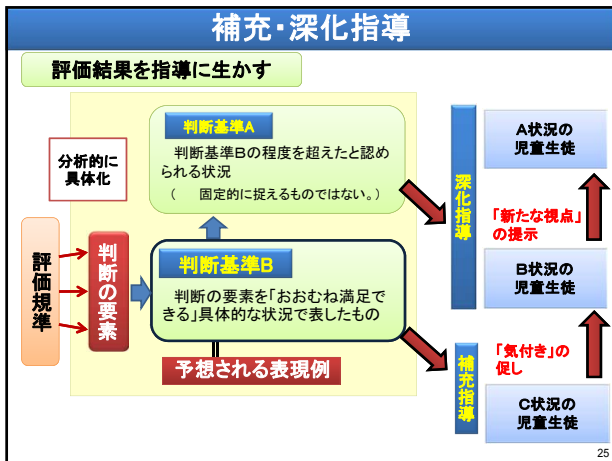 補充・深化指導
評価結果を指導に生かす
分析的に
具体化
評価規準
判断の要素
判断基準A
判断基準Bの程度を超えたと認め
られる状況
（　固定的に捉えるものではない。）
判断基準B
判断の要素を「おおむね満足で
きる」具体的な状況で表したもの
予想される表現例
深化指導
補充指導
A状況の
児童生徒
「新たな視点」
の提示
B状況の
児童生徒
「気付き」の
促し
C状況の
児童生徒
25